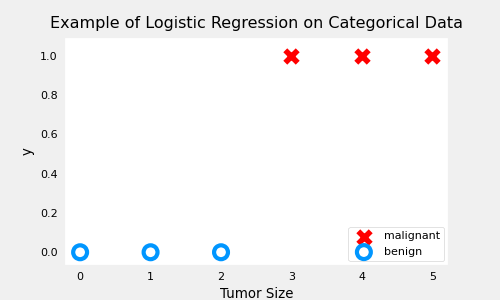 Example of Logistic Regression on Categorical Data
1.0
0.8
0.6
0.4
0.2
0.0
y
malignant
benign
0 1 2 3 4 5
Tumor Size